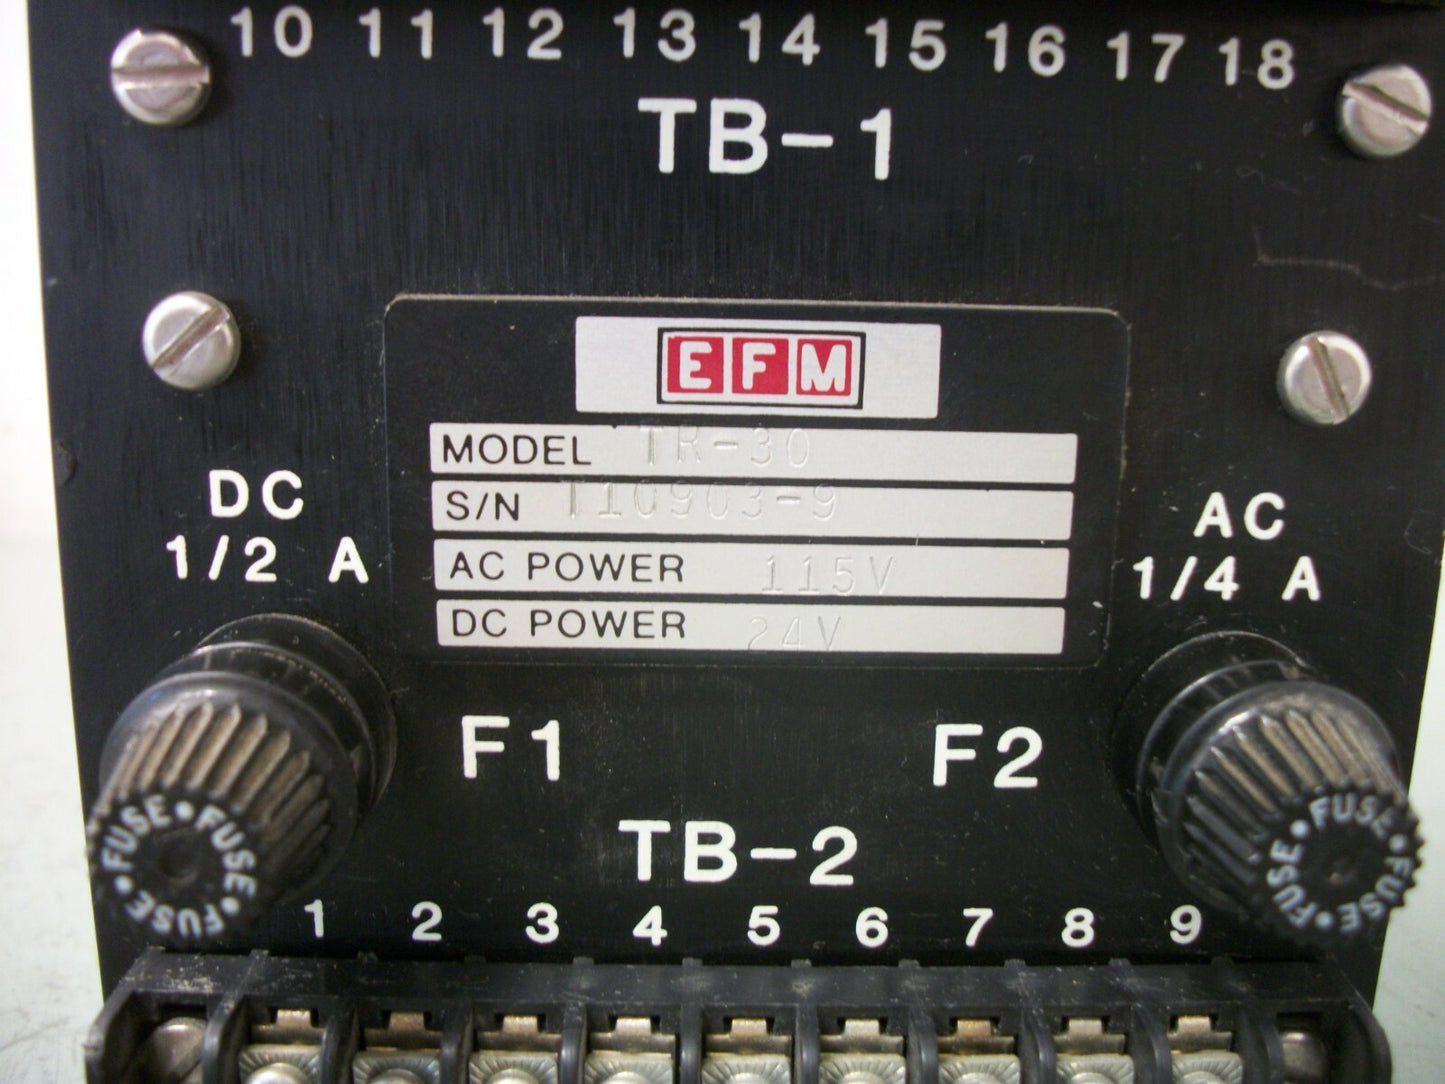 10 11 12 13 14 15 16 17 18
TB-1
EFM
MODEL TR-30
S/N T10903-9
AC POWER 115V
DC POWER 24V
DC
1/2 A
AC
1/4 A
F1
F2
TB-2
1 2 3 4 5 6 7 8 9
FUSE • FUSE • FUSE • FUSE •
FUSE • FUSE • FUSE • FUSE •